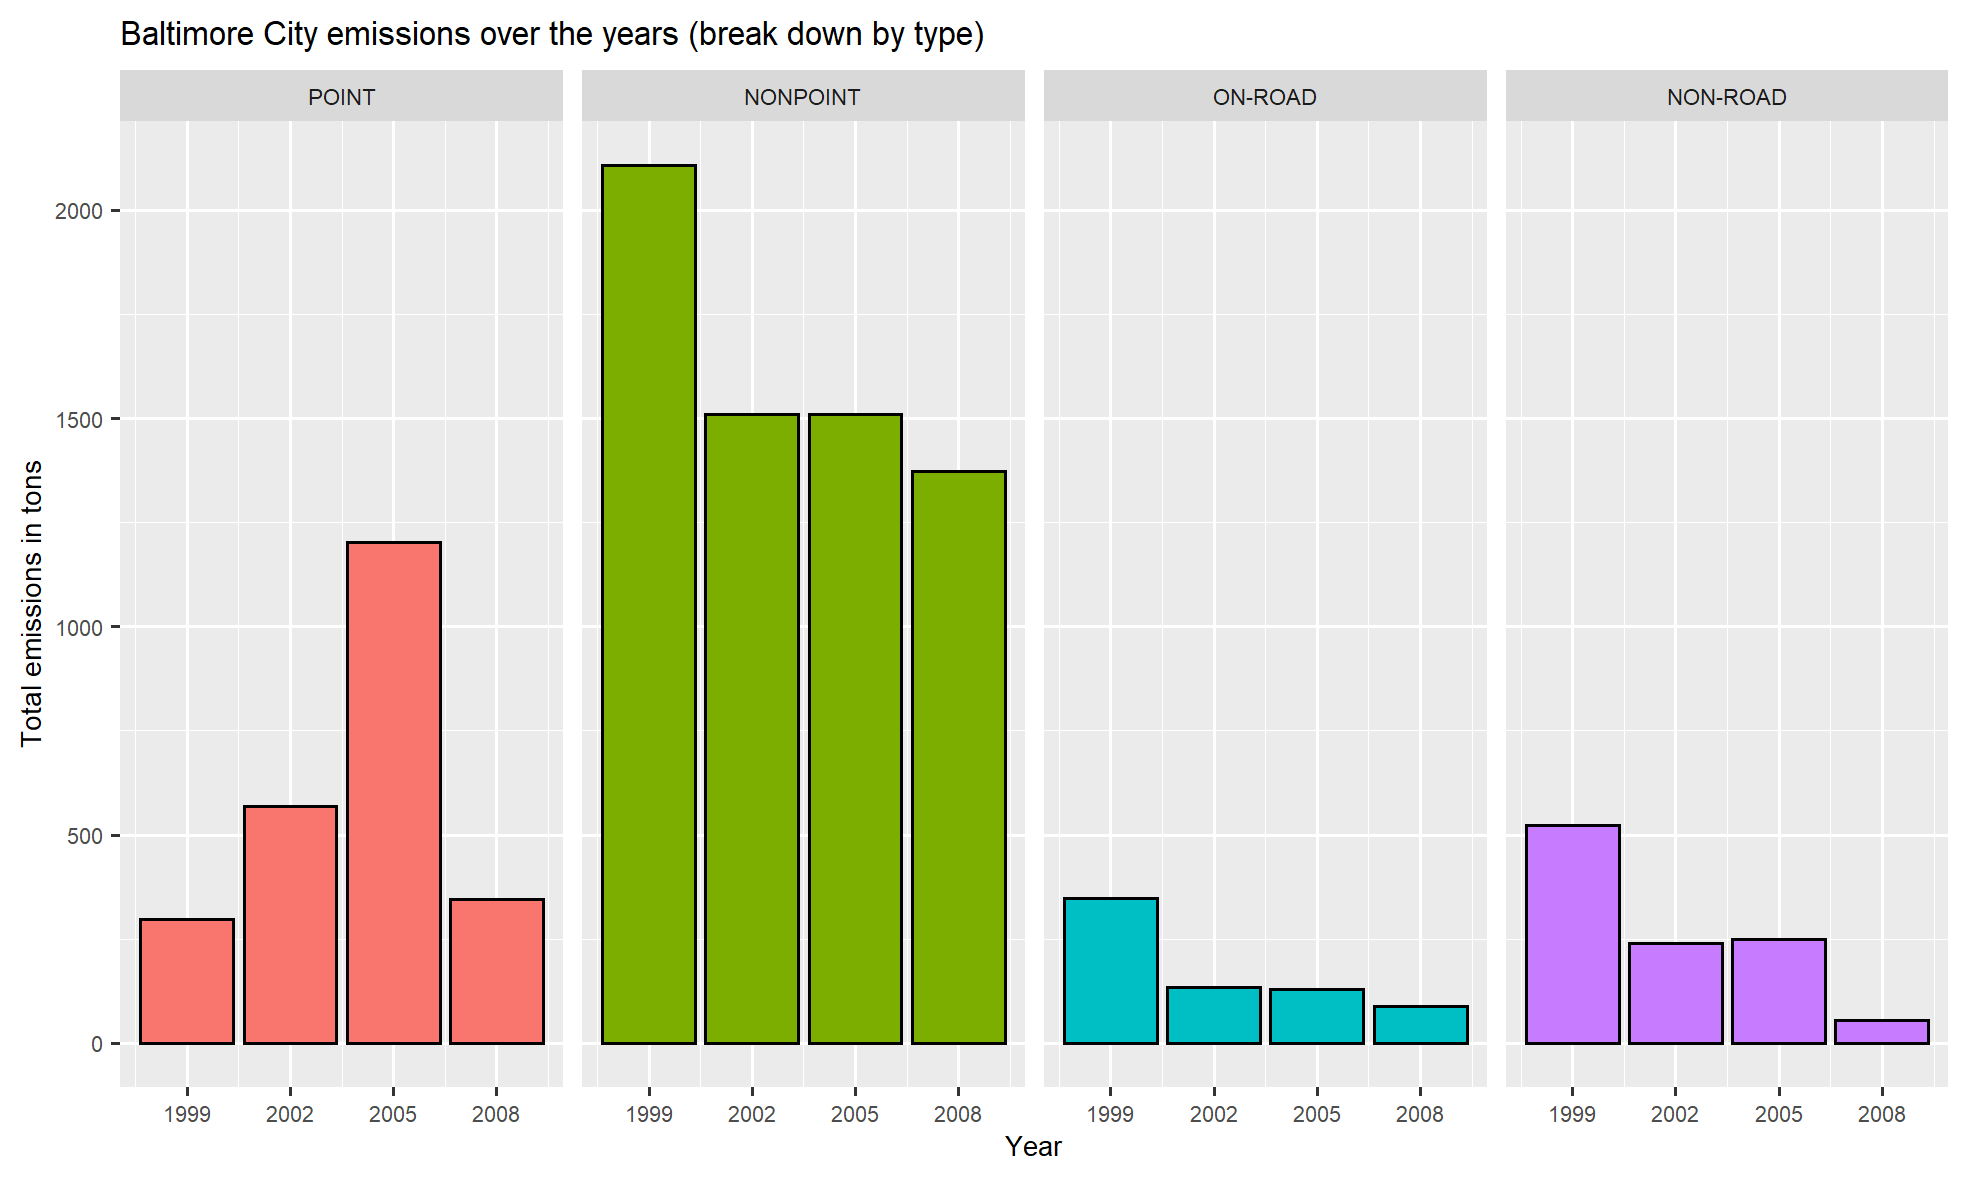 Baltimore City emissions over the years (break down by type)
POINT
NONPOINT
ON-ROAD
NON-ROAD
Total emissions in tons
2000
1500
1000
500
0
1999 2002 2005 2008
1999 2002 2005 2008
1999 2002 2005 2008
1999 2002 2005 2008
Year